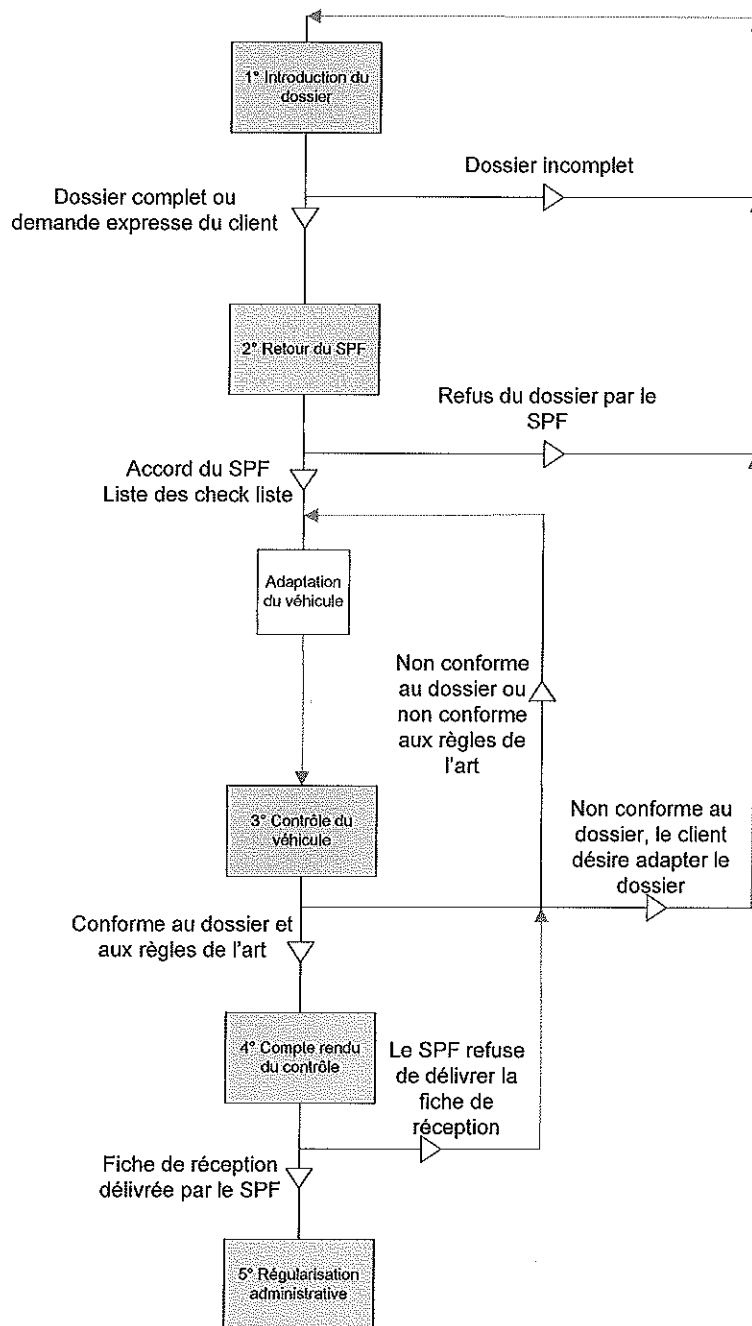 1° Introduction du
dossier
Dossier incomplet
Dossier complet ou
demande expresse du client
2° Retour du SPF
Refus du dossier par le
SPF
Accord du SPF
Liste des check liste
Adaptation
du véhicule
Non conforme
au dossier ou
non conforme
aux règles de
l'art
3° Contrôle du
véhicule
Non conforme au
dossier, le client
désire adapter le
dossier
Conforme au dossier et
aux règles de l'art
4° Compte rendu
du contrôle
Le SPF refuse
de délivrer la
fiche de
réception
Fiche de réception
délivrée par le SPF
5° Régularisation
administrative